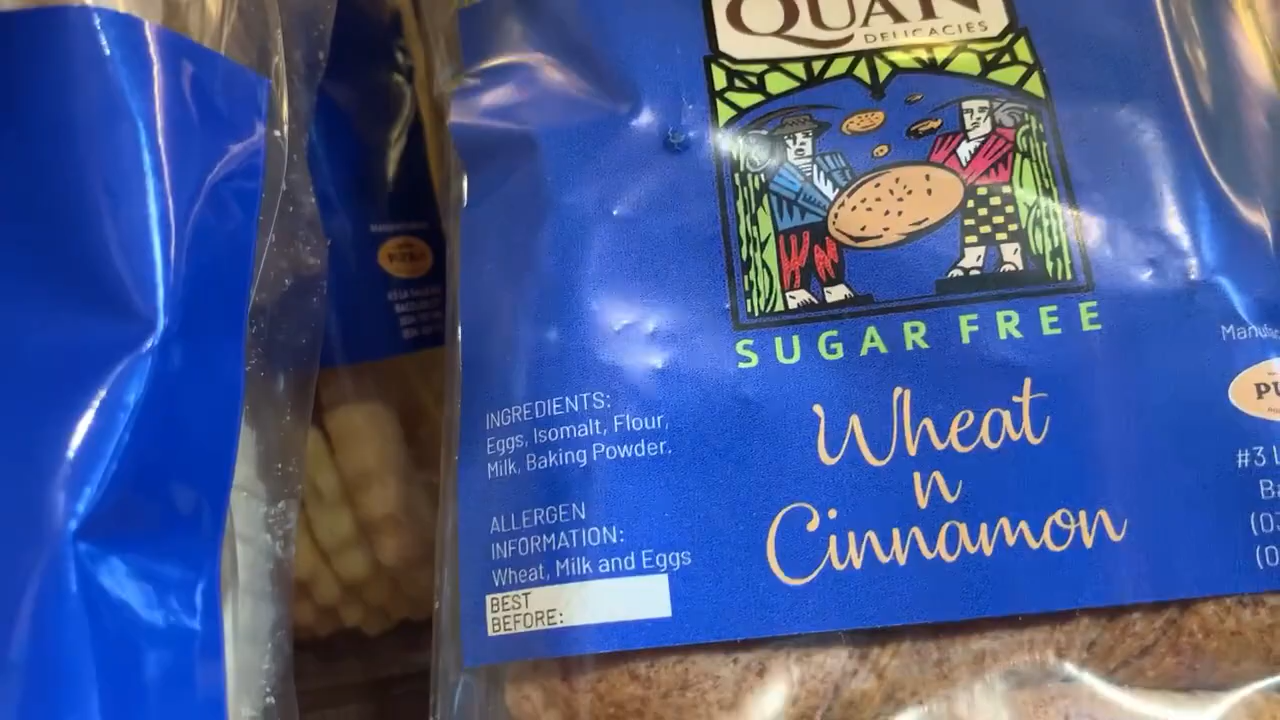 QUAN
DELICACIES
SUGAR FREE
Wheat
n
Cinnamon
INGREDIENTS:
Eggs, Isomalt, Flour,
Milk, Baking Powder.
ALLERGEN
INFORMATION:
Wheat, Milk and Eggs
BEST
BEFORE:
#3